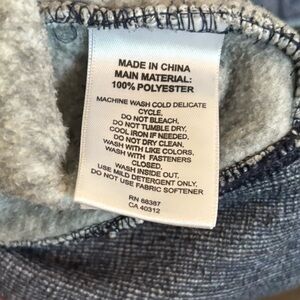 MADE IN CHINA
MAIN MATERIAL:
100% POLYESTER
MACHINE WASH COLD DELICATE
CYCLE,
DO NOT BLEACH.
DO NOT TUMBLE DRY,
COOL IRON IF NEEDED,
DO NOT DRY CLEAN.
WASH WITH LIKE COLORS,
WASH WITH FASTENERS
CLOSED,
WASH INSIDE OUT.
USE MILD DETERGENT ONLY.
DO NOT USE FABRIC SOFTENER
RN 68387
CA 40312